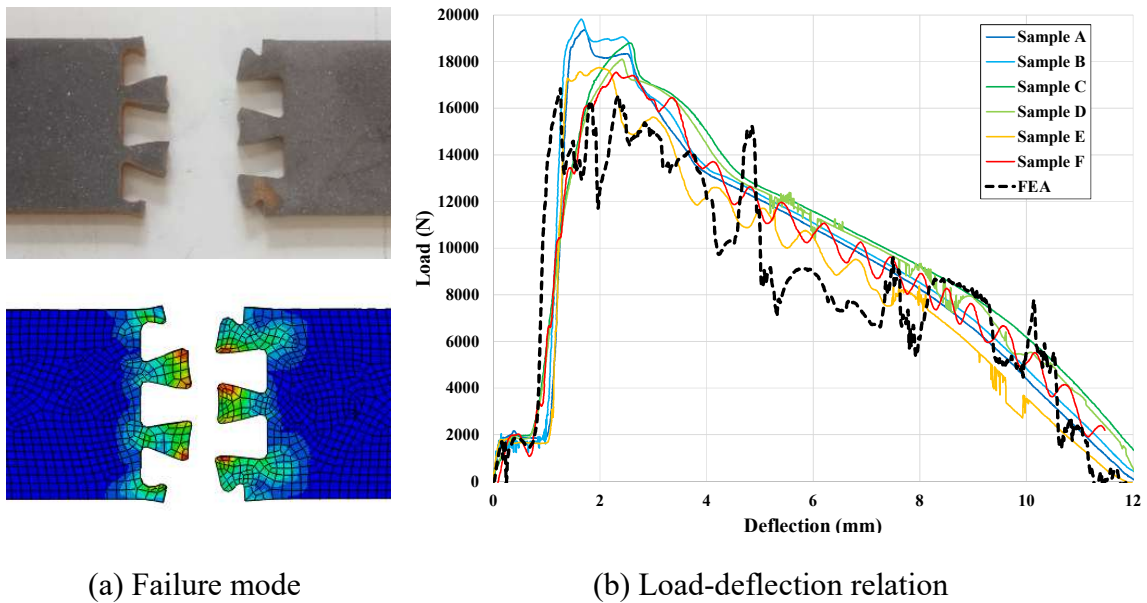 20000
18000
16000
14000
12000
10000
8000
6000
4000
2000
0
Load (N)
0 2 4 6 8 10 12
Deflection (mm)
Sample A
Sample B
Sample C
Sample D
Sample E
Sample F
FEA
(a) Failure mode
(b) Load-deflection relation